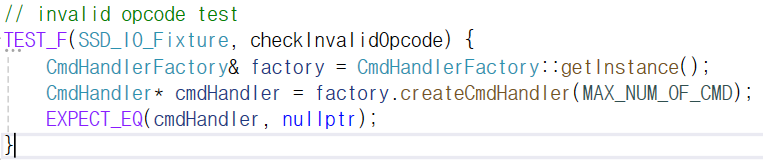 // invalid opcode test
TEST_F(SSD_IO_Fixture, checkInvalidOpcode) {
CmdHandlerFactory& factory = CmdHandlerFactory::getInstance();
CmdHandler* cmdHandler = factory.createCmdHandler(MAX_NUM_OF_CMD);
EXPECT_EQ(cmdHandler, nullptr);
}